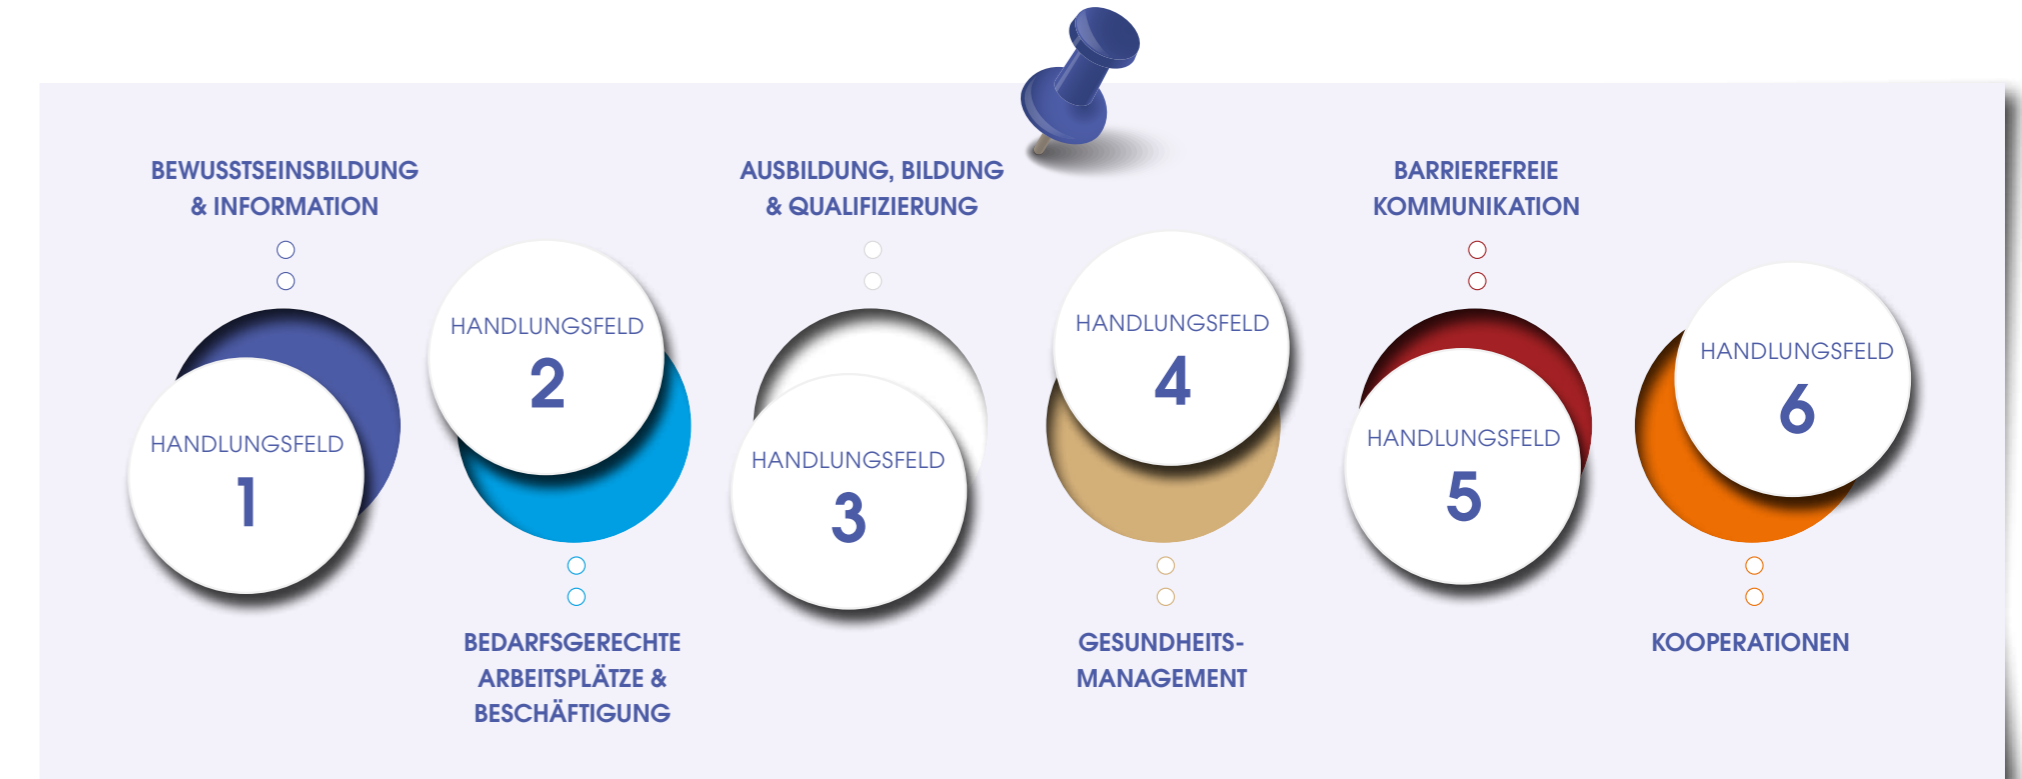 BEWUSSTSEINSBILDUNG
& INFORMATION
HANDLUNGSFELD
1
HANDLUNGSFELD
2
BEDARFSGERECHTE
ARBEITSPLÄTZE &
BESCHÄFTIGUNG
AUSBILDUNG, BILDUNG
& QUALIFIZIERUNG
HANDLUNGSFELD
3
HANDLUNGSFELD
4
GESUNDHEITS-
MANAGEMENT
BARRIEREFREIE
KOMMUNIKATION
HANDLUNGSFELD
5
HANDLUNGSFELD
6
KOOPERATIONEN